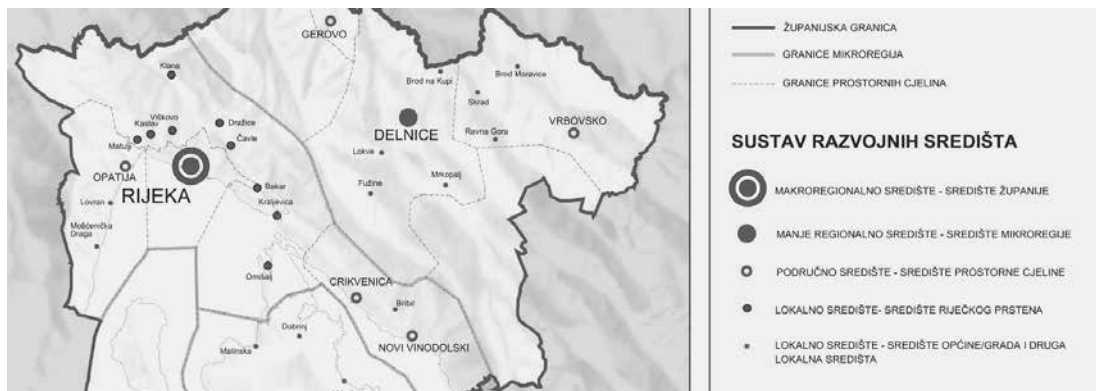 GEROVO
Klana
Brod na Kupi
Brod Moravice
Skrad
Viškovo
Kastav
Dražice
DELNICE
VRBOVSKO
Matulji
Čavle
Ravna Gora
Lokve
OPATIJA
RIJEKA
Mrkopalj
Bakar
Fužine
Lovran
Kraljevica
Mošćenička
Draga
Omišalj
CRIKVENICA
Bribir
Dobrinj
Malinska
NOVI VINODOLSKI
ŽUPANIJSKA GRANICA
GRANICE MIKROREGIJA
GRANICE PROSTORNIH CJELINA
SUSTAV RAZVOJNIH SREDIŠTA
MAKROREGIONALNO SREDIŠTE - SREDIŠTE ŽUPANIJE
MANJE REGIONALNO SREDIŠTE - SREDIŠTE MIKROREGIJE
PODRUČNO SREDIŠTE - SREDIŠTE PROSTORNE CJELINE
LOKALNO SREDIŠTE- SREDIŠTE RIJEČKOG PRSTENA
LOKALNO SREDIŠTE - SREDIŠTE OPĆINE/GRADA I DRUGA
LOKALNA SREDIŠTA